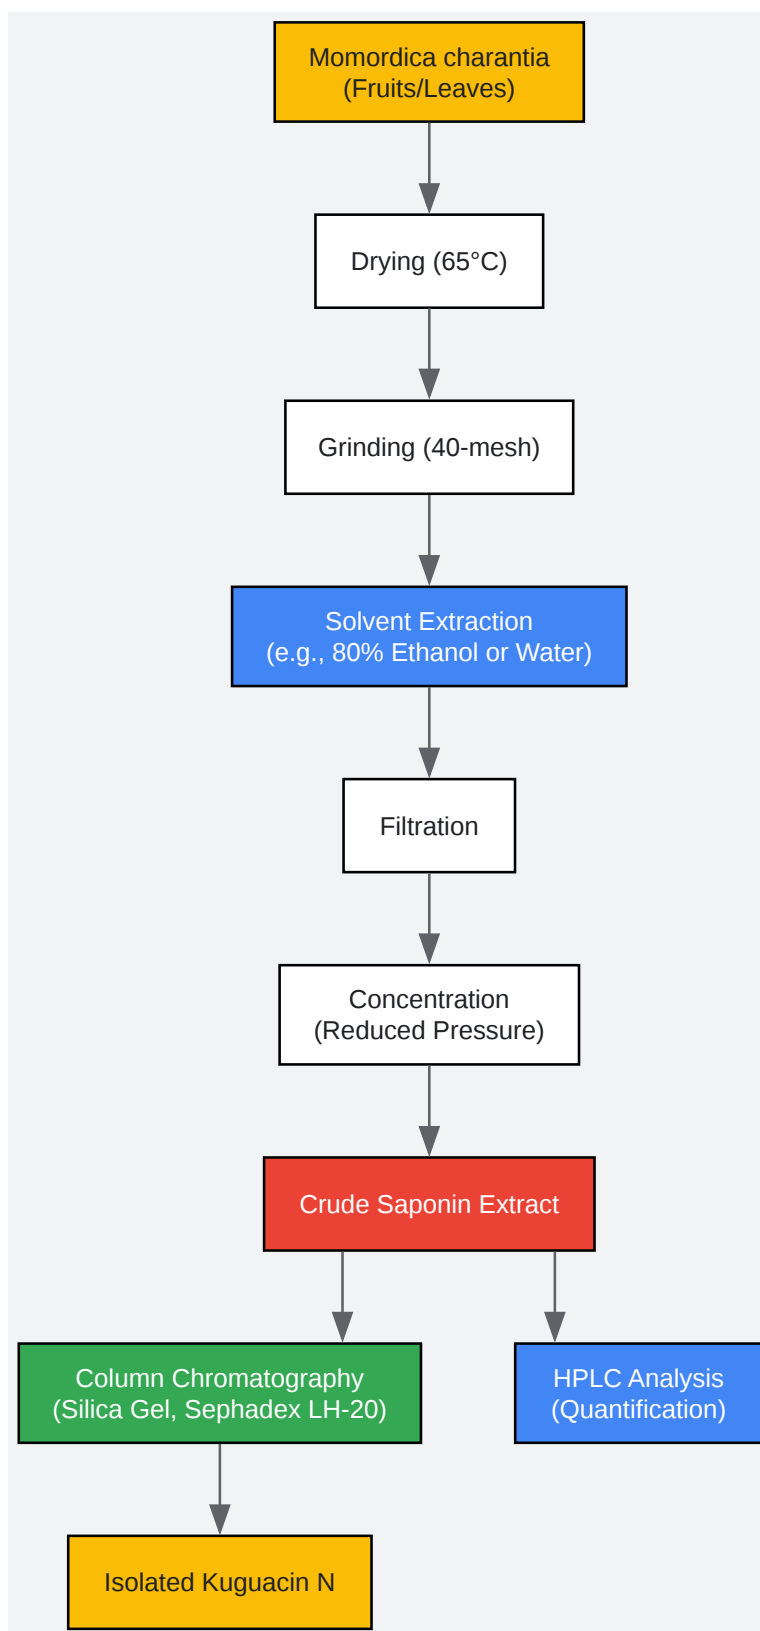 Momordica charantia
(Fruits/Leaves)
Drying (65°C)
Grinding (40-mesh)
Solvent Extraction
(e.g., 80% Ethanol or Water)
Filtration
Concentration
(Reduced Pressure)
Crude Saponin Extract
Column Chromatography
(Silica Gel, Sephadex LH-20)
HPLC Analysis
(Quantification)
Isolated Kuguacin N